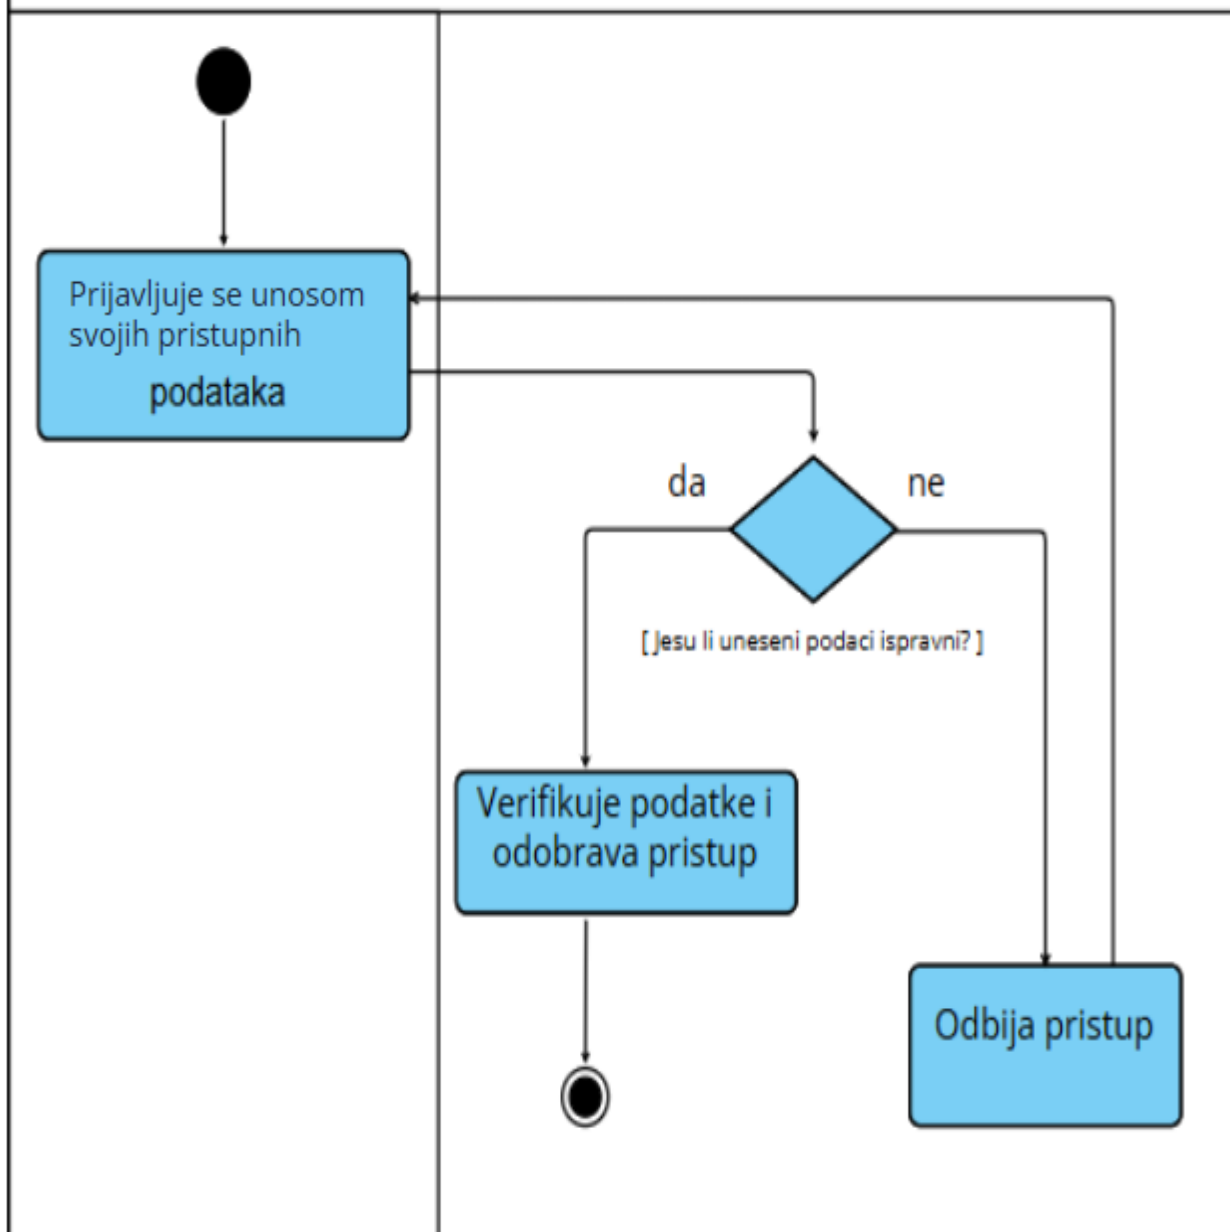 Prijavljuje se unosom
svojih pristupnih
podataka
da
ne
[ Jesu li uneseni podaci ispravni? ]
Verifikuje podatke i
odobrava pristup
Odbija pristup